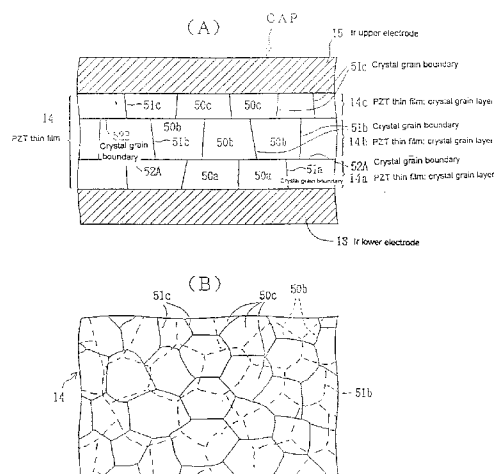 CAP
(A)
15 Ir upper electrode
51c Crystal grain boundary
51c 50c 50c
14c PZT thin film: crystal grain layer
14
PZT thin film
50b
51b Crystal grain boundary
Crystal grain boundary
51b 50b 50b
14b PZT thin film: crystal grain layer
52A Crystal grain boundary
52A 50a 50a 51a
Crystal grain boundary
14a PZT thin film: crystal grain layer
13 Ir lower electrode
(B)
51c 50c 50b
14
51b